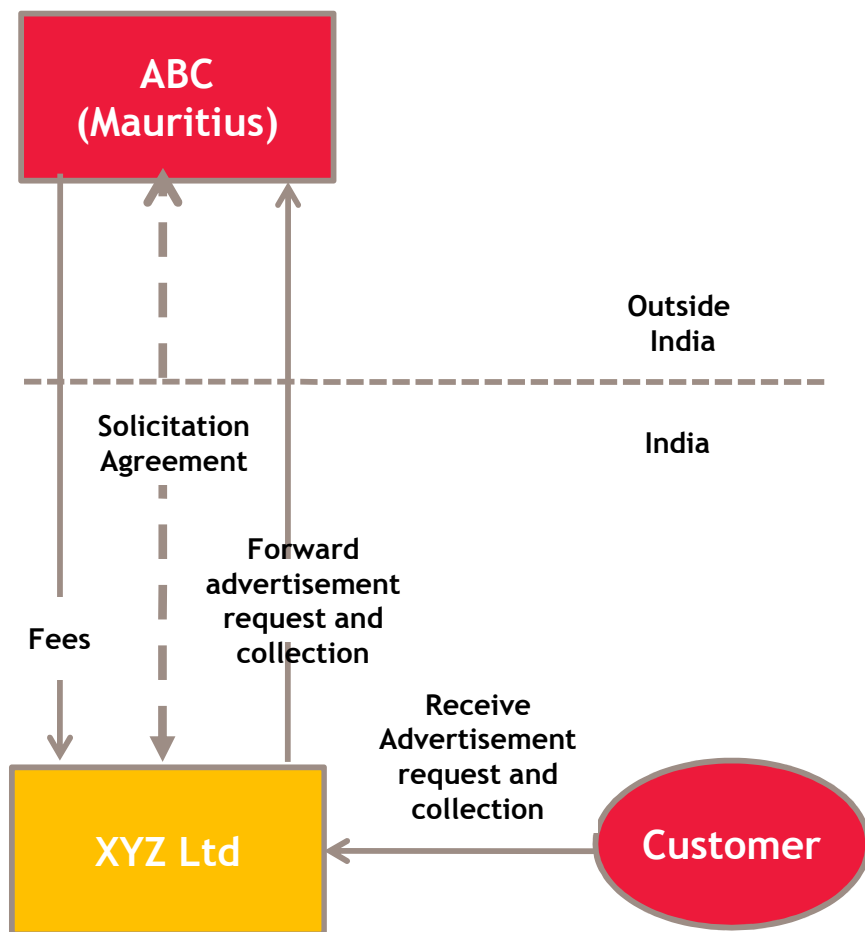 ABC
(Mauritius)
Outside
India
Solicitation
Agreement
India
Forward
advertisement
request and
collection
Fees
Receive
Advertisement
request and
collection
XYZ Ltd
Customer